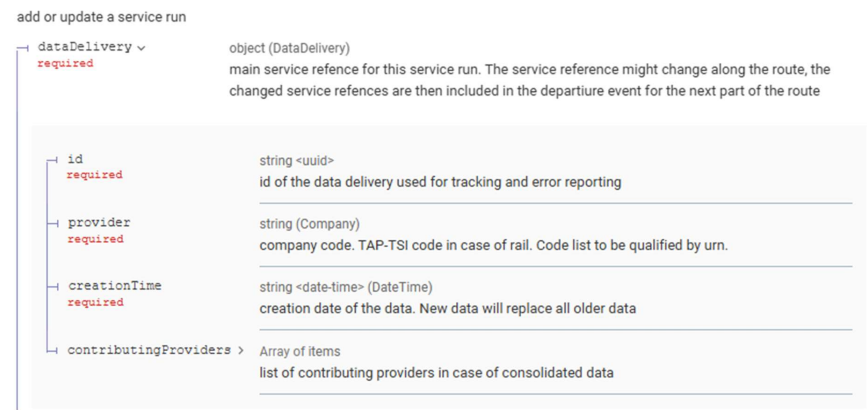 add or update a service run
dataDelivery
object (DataDelivery)
required
main service refence for this service run. The service reference might change along the route, the
changed service refences are then included in the departiure event for the next part of the route
id
string <uuid>
required
id of the data delivery used for tracking and error reporting
provider
string (Company)
required
company code. TAP-TSI code in case of rail. Code list to be qualified by urn.
creationTime
string <date-time> (DateTime)
required
creation date of the data. New data will replace all older data
contributingProviders >
Array of items
list of contributing providers in case of consolidated data